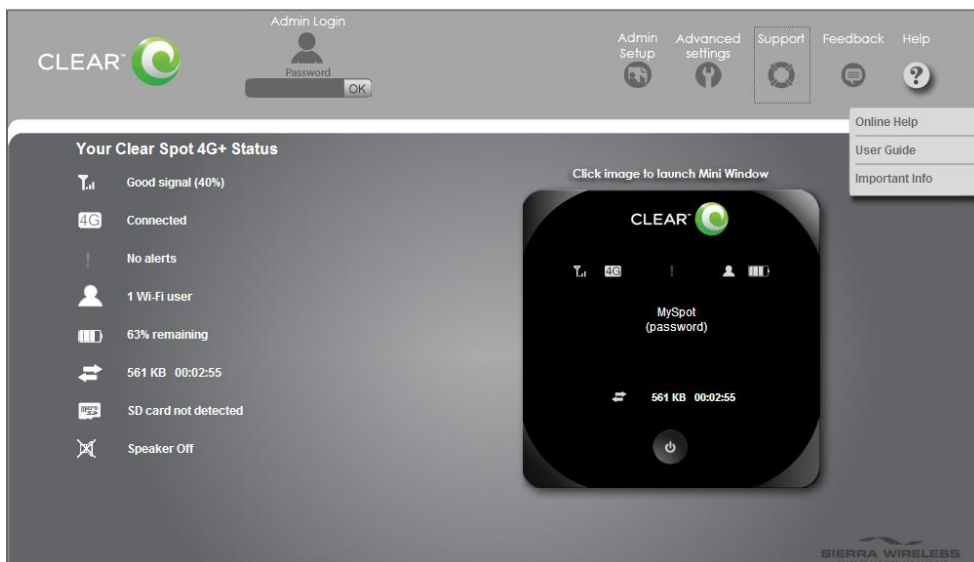 Admin Login
CLEAR™
Password
OK
Admin Setup
Advanced settings
Support
Feedback
Help
?
Online Help
User Guide
Important Info
Your Clear Spot 4G+ Status
Good signal (40%)
4G Connected
! No alerts
1 Wi-Fi user
63% remaining
561 KB 00:02:55
micro SD SD card not detected
Speaker Off
Click image to launch Mini Window
CLEAR™
4G !
MySpot
(password)
561 KB 00:02:55
SIERRA WIRELESS